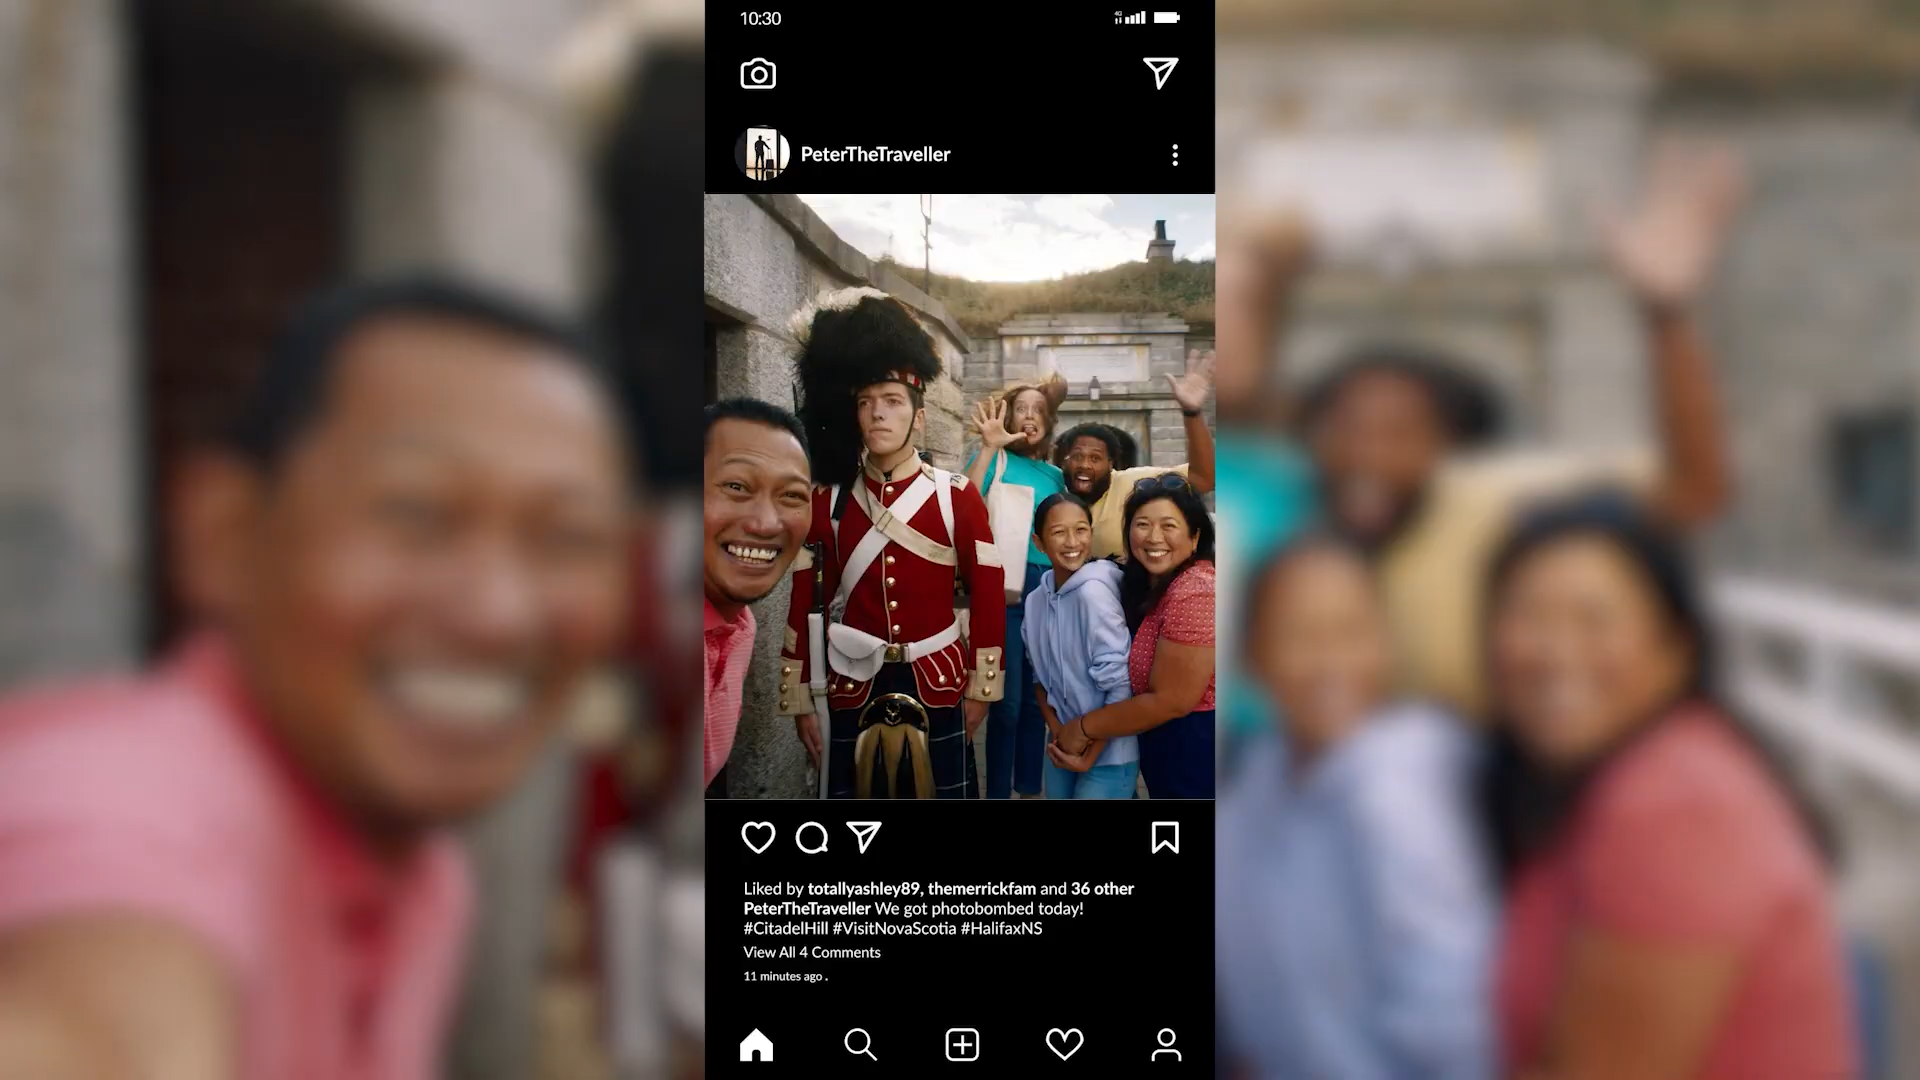 10:30
PeterTheTraveller
Liked by totallyashley89, themerrickfam and 36 other
PeterTheTraveller We got photobombed today!
#CitadelHill #VisitNovaScotia #HalifaxNS
View All 4 Comments
11 minutes ago .